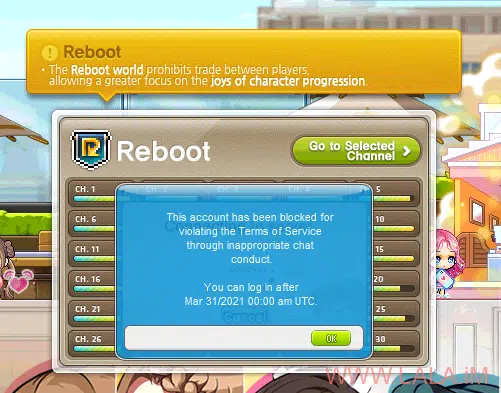 Reboot
• The Reboot world prohibits trade between players,
allowing a greater focus on the joys of character progression.
Reboot
Go to Selected
Channel
CH. 1
5
CH. 6
10
CH. 11
15
CH. 16
20
CH. 21
25
CH. 26
30
This account has been blocked for
violating the Terms of Service
through inappropriate chat
conduct.
You can log in after
Mar 31/2021 00:00 am UTC.
Cancel
OK
WWW.LALA.IM